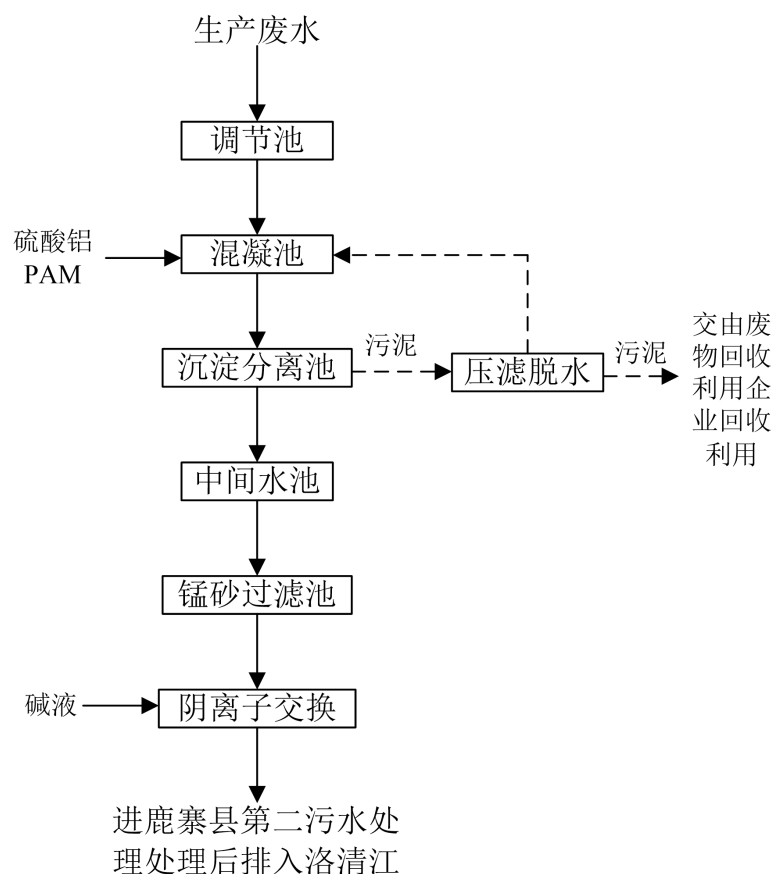 生产废水
调节池
硫酸铝
PAM
混凝池
沉淀分离池
污泥
压滤脱水
污泥
交由废
物回收
利用企
业回收
利用
中间水池
锰砂过滤池
碱液
阴离子交换
进鹿寨县第二污水处
理处理后排入洛清江